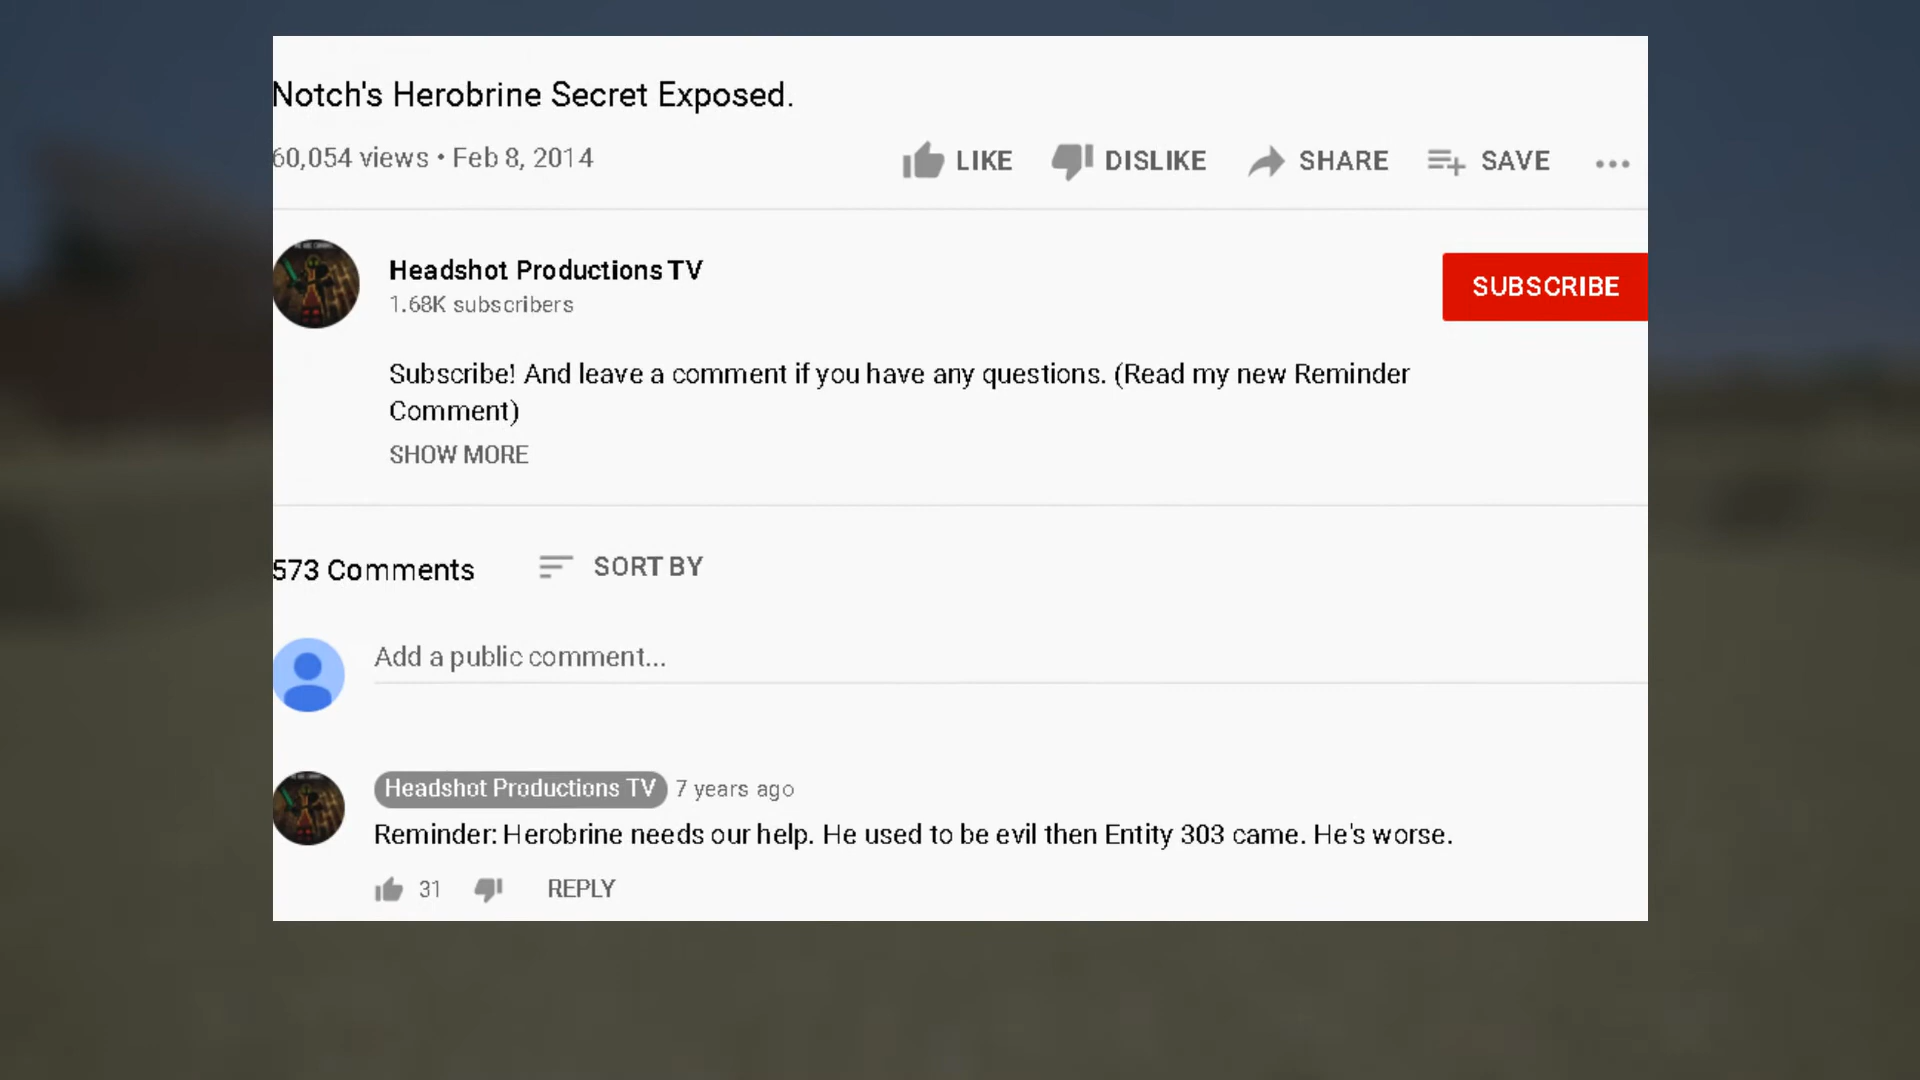 Notch's Herobrine Secret Exposed.
60,054 views • Feb 8, 2014
LIKE DISLIKE SHARE SAVE
Headshot Productions TV
1.68K subscribers
SUBSCRIBE
Subscribe! And leave a comment if you have any questions. (Read my new Reminder
Comment)
SHOW MORE
573 Comments
SORT BY
Add a public comment...
Headshot Productions TV 7 years ago
Reminder: Herobrine needs our help. He used to be evil then Entity 303 came. He's worse.
31 REPLY